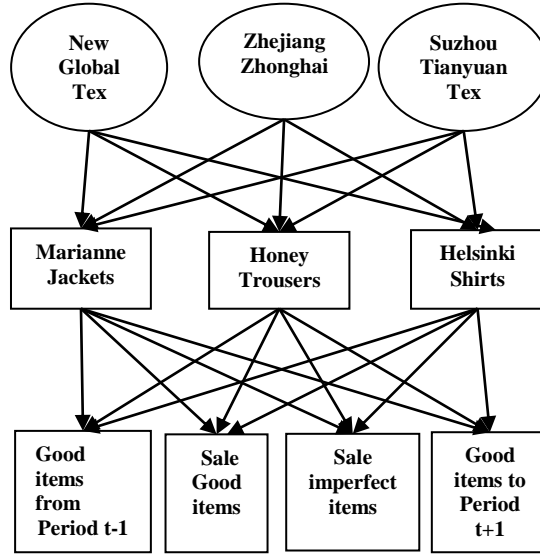 New
Global
Tex
Zhejiang
Zhonghai
Suzhou
Tianyuan
Tex
Marianne
Jackets
Honey
Trousers
Helsinki
Shirts
Good
items
from
Period t-1
Sale
Good
items
Sale
imperfect
items
Good
items to
Period
t+1